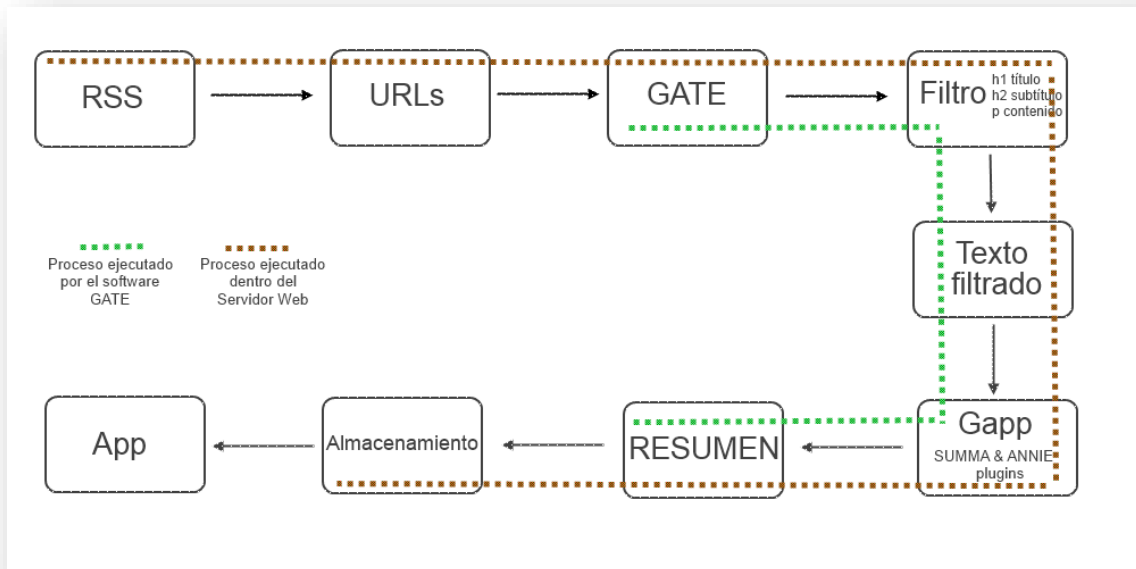 RSS
URLs
GATE
Filtro
h1 título
h2 subtítulo
p contenido
Texto
filtrado
Proceso ejecutado
por el software
GATE
Proceso ejecutado
dentro del
Servidor Web
App
Almacenamiento
RESUMEN
Gapp
SUMMA & ANNIE
plugins